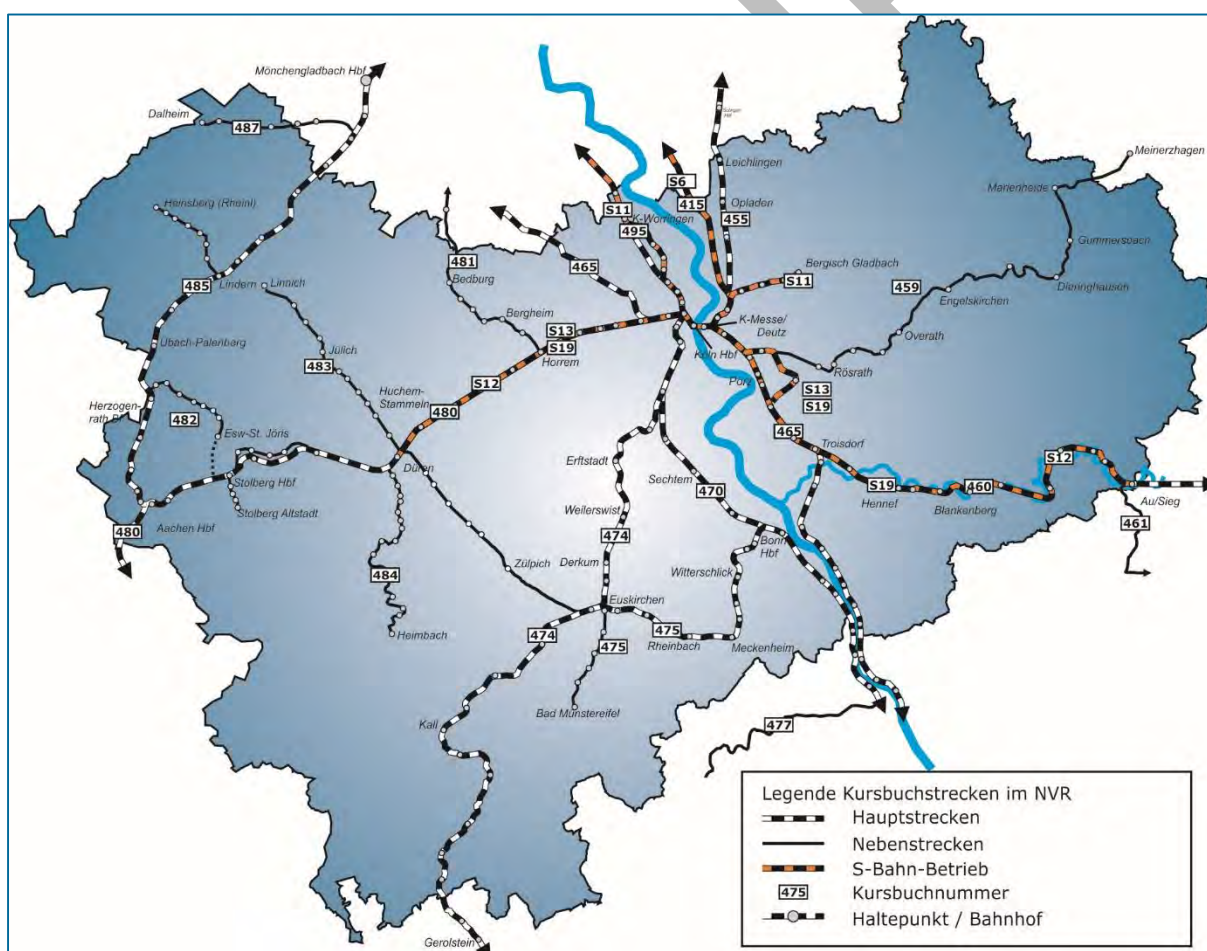 Mönchengladbach Hbf
Dalheim
487
Meinerzhagen
Leichlingen
Marienheide
S6
Heinsberg (Rheinl)
S11
415
Opladen
K-Worringen
455
495
Gummersbach
481
465
Bergisch Gladbach
Bedburg
S11
459
485
Lindern
Linnich
Dieringhausen
Engelskirchen
Bergheim
K-Messe/
Deutz
S13
S19
Overath
Übach-Palenberg
Horrem
Köln Hbf
Jülich
Rösrath
483
S12
Porz
Huchem-
Stammeln
S13
S19
Herzogen-
rath Bf
480
482
465
Esw-St. Jöris
Troisdorf
S12
Erftstadt
Düren
Sechtem
S19
460
Stolberg Hbf
470
Hennef
Blankenberg
Au/Sieg
Stolberg Altstadt
Weilerswist
461
Aachen Hbf
480
474
Bonn
Hbf
Derkum
Zülpich
Witterschlick
484
Euskirchen
Heimbach
474
475
475
Rheinbach
Meckenheim
Bad Münstereifel
Kall
477
Gerolstein
Legende Kursbuchstrecken im NVR
Hauptstrecken
Nebenstrecken
S-Bahn-Betrieb
475
Kursbuchnummer
Haltepunkt / Bahnhof